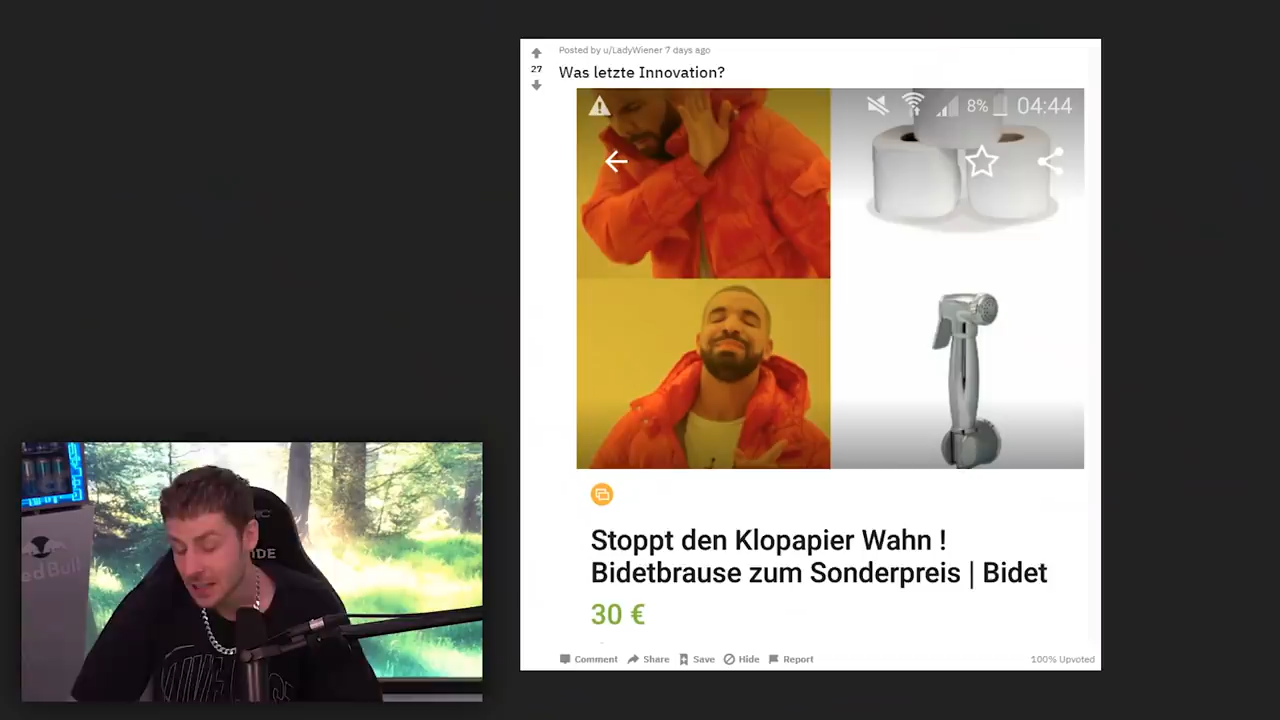 Posted by u/LadyWiener 7 days ago
27
Was letzte Innovation?
8% 04:44
Stoppt den Klopapier Wahn !
Bidetbrause zum Sonderpreis | Bidet
30 €
Comment Share Save Hide Report
100% Upvoted
edBull